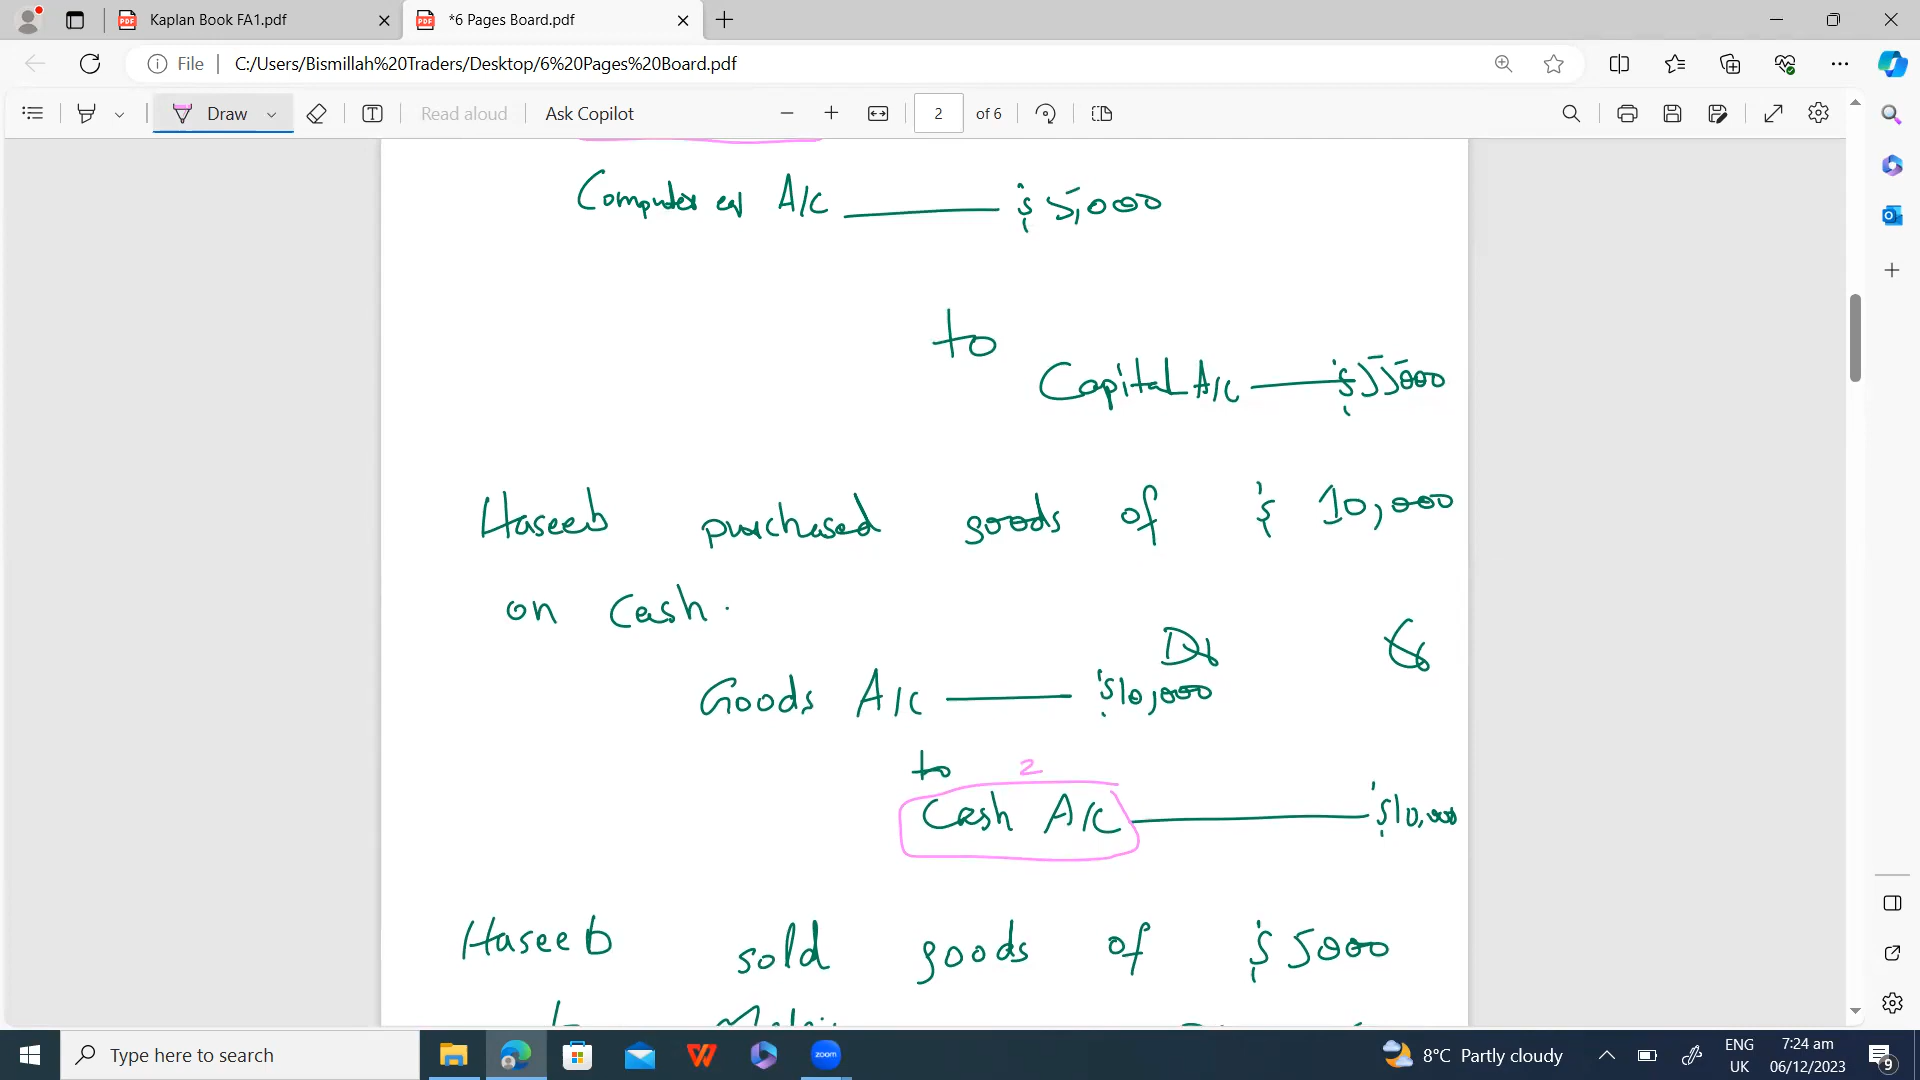 Kaplan Book FA1.pdf
*6 Pages Board.pdf
File
C:/Users/Bismillah%20Traders/Desktop/6%20Pages%20Board.pdf
Draw
Read aloud
Ask Copilot
2 of 6
Computer A/C $5,000
to
Capital A/C $55000
Haseeb purchased goods of $ 10,000
on Cash.
Dr Cr
Goods A/C $10,000
to 2
Cash A/C $10,000
Haseeb sold goods of $5000
Type here to search
zoom
8°C Partly cloudy
ENG
UK
7:24 am
06/12/2023
9